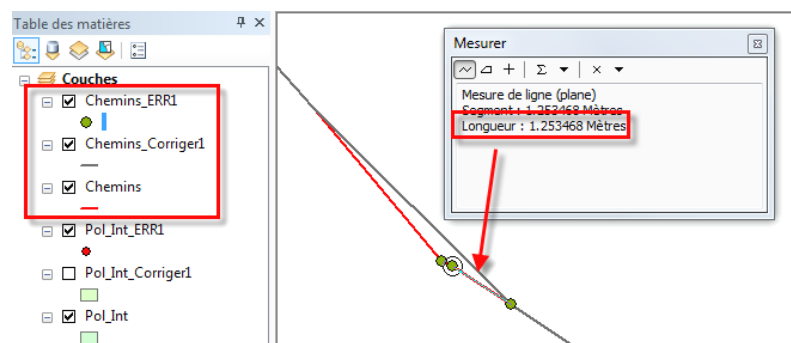 Table des matières
Couches
Chemins_ERR1
Chemins_Corriger1
Chemins
Pol_Int_ERR1
Pol_Int_Corriger1
Pol_Int
Mesurer
Mesure de ligne (plane)
Segment : 1.253468 Mètres
Longueur : 1.253468 Mètres